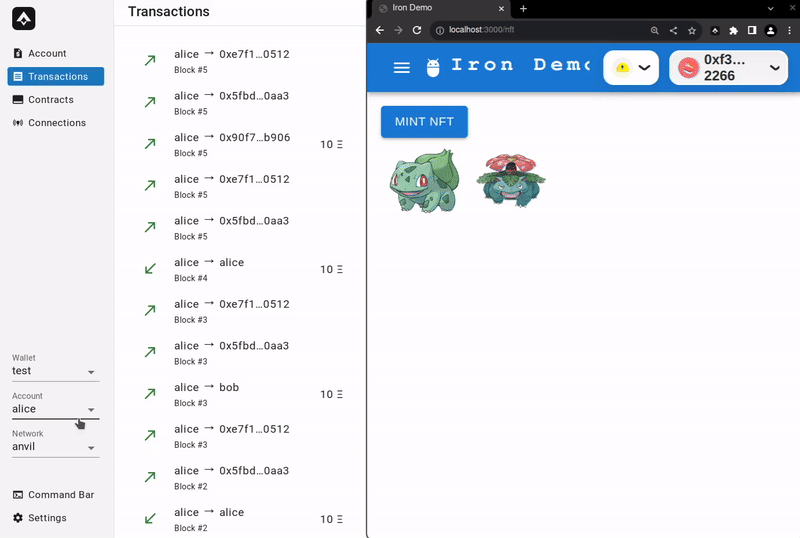 Account
Transactions
Contracts
Connections
Wallet
test
Account
alice
Network
anvil
Command Bar
Settings
Transactions
alice → 0xe7f1...0512
Block #5
alice → 0x5fbd...0aa3
Block #5
alice → 0x90f7...b906
10 Ξ
Block #5
alice → 0xe7f1...0512
Block #5
alice → 0x5fbd...0aa3
Block #5
alice → alice
10 Ξ
Block #4
alice → 0xe7f1...0512
Block #3
alice → 0x5fbd...0aa3
Block #3
alice → bob
10 Ξ
Block #3
alice → 0xe7f1...0512
Block #3
alice → 0x5fbd...0aa3
Block #2
alice → alice
10 Ξ
Block #2
Iron Demo
localhost:3000/nft
Iron Demo
0xf3...
2266
MINT NFT